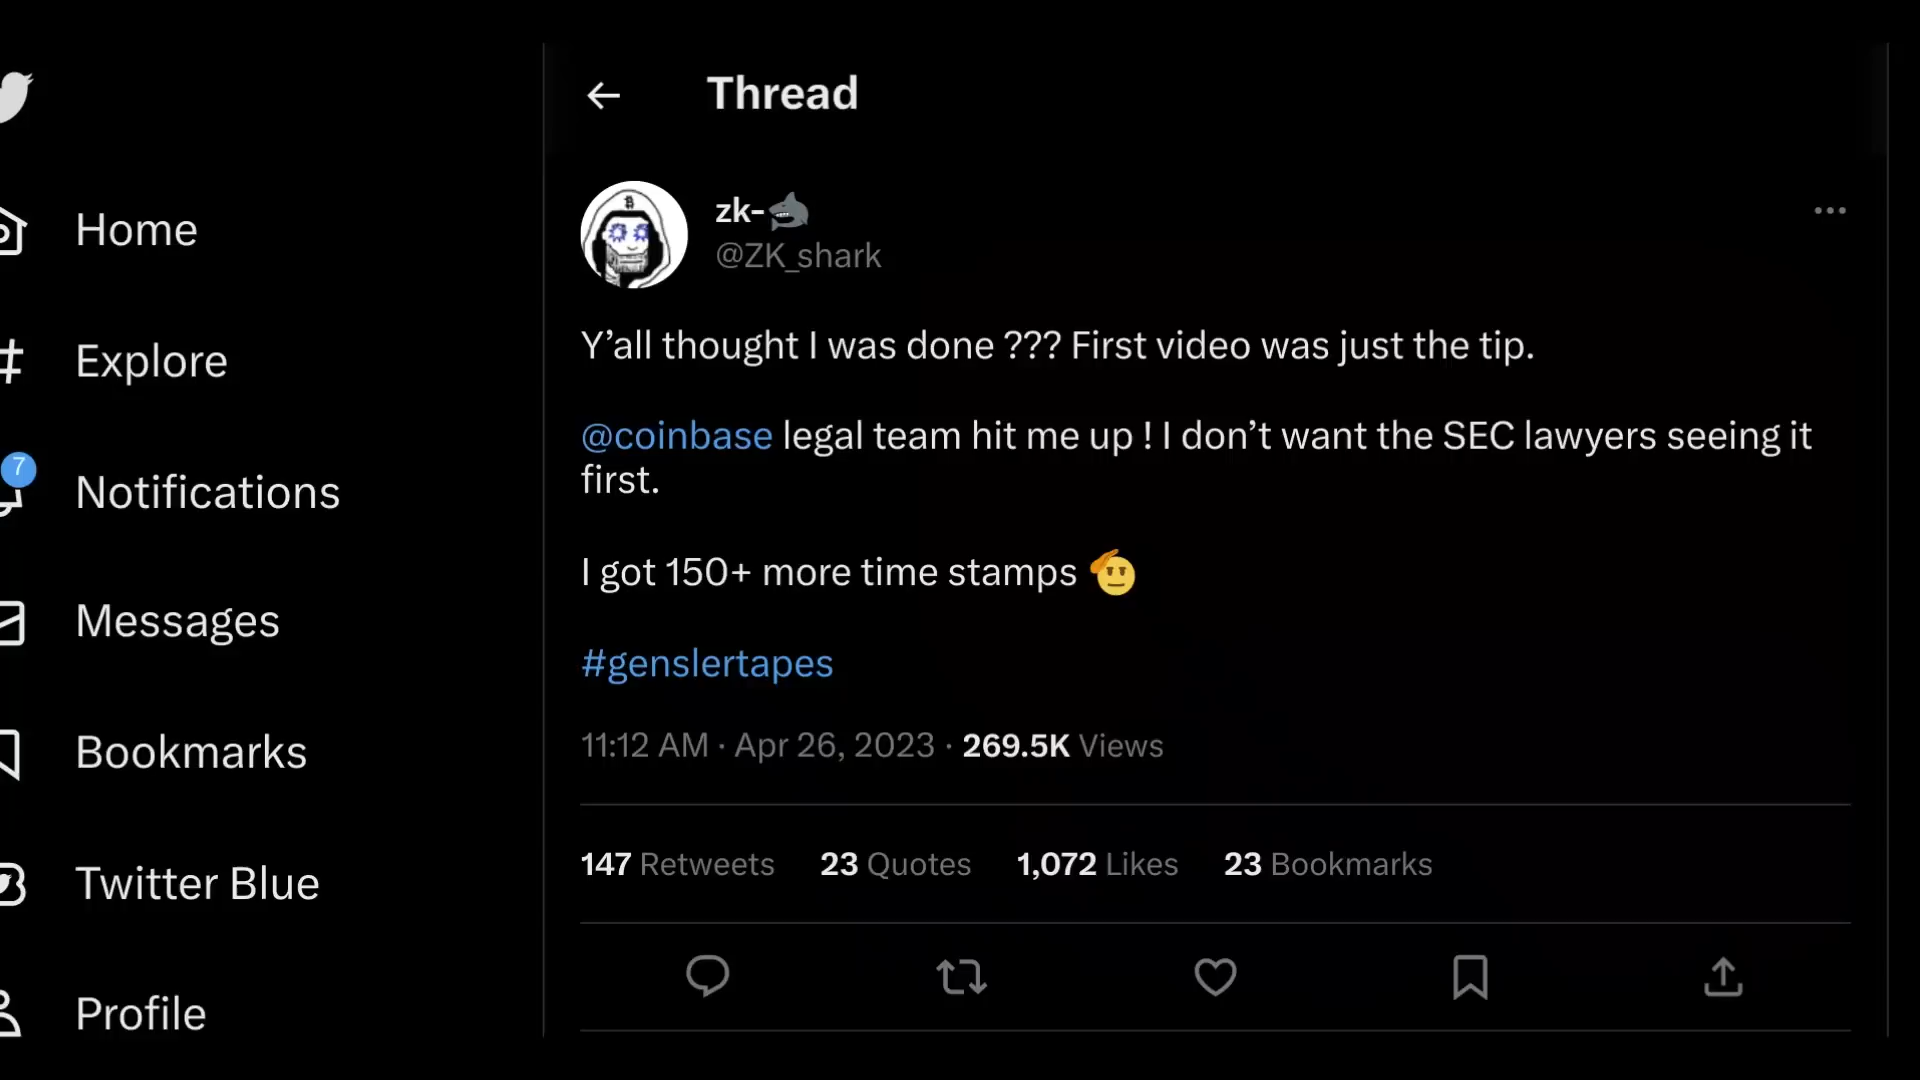 Thread
Home
Explore
7
Notifications
Messages
Bookmarks
Twitter Blue
Profile
zk-🦈
@ZK_shark
Y’all thought I was done ??? First video was just the tip.
@coinbase legal team hit me up ! I don’t want the SEC lawyers seeing it
first.
I got 150+ more time stamps 🫡
#genslertapes
11:12 AM · Apr 26, 2023 · 269.5K Views
147 Retweets 23 Quotes 1,072 Likes 23 Bookmarks